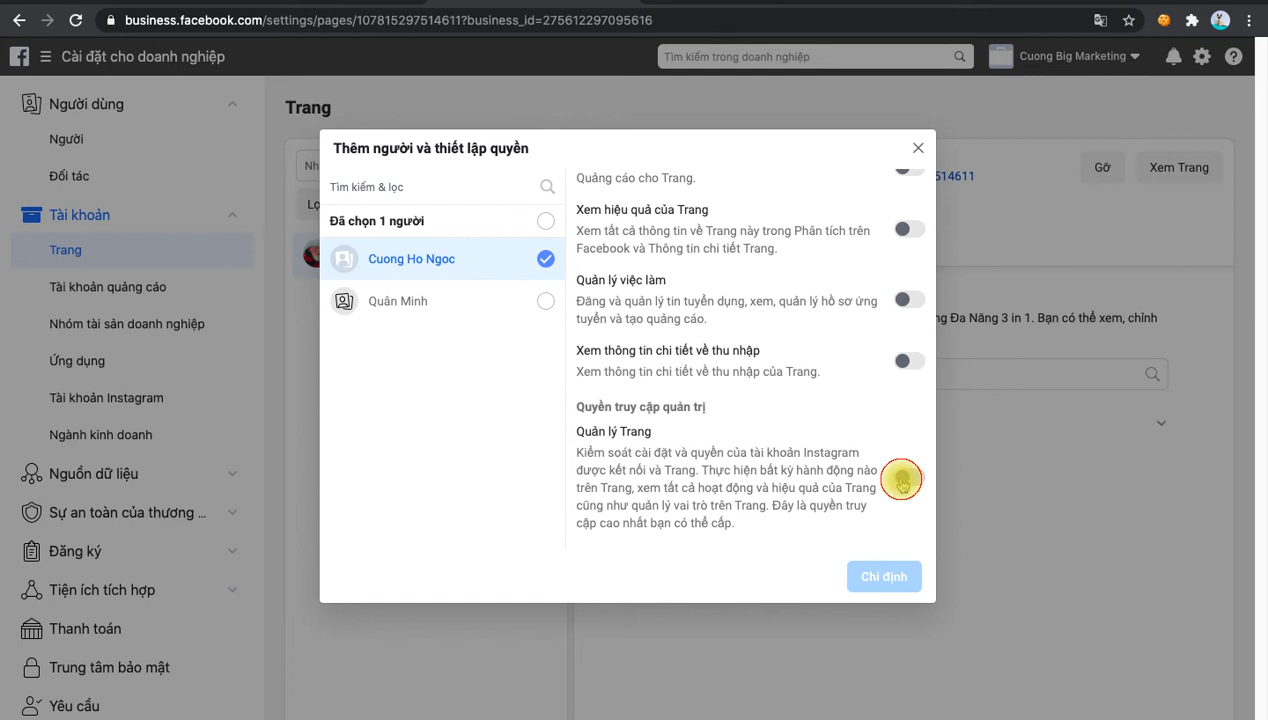 business.facebook.com/settings/pages/107815297514611?business_id=275612297095616
Cài đặt cho doanh nghiệp
Tìm kiếm trong doanh nghiệp
Cuong Big Marketing
Người dùng
Người
Đối tác
Tài khoản
Trang
Tài khoản quảng cáo
Nhóm tài sản doanh nghiệp
Ứng dụng
Tài khoản Instagram
Ngành kinh doanh
Nguồn dữ liệu
Sự an toàn của thương ...
Đăng ký
Tiện ích tích hợp
Thanh toán
Trung tâm bảo mật
Yêu cầu
Trang
514611
Gỡ
Xem Trang
g Đa Năng 3 in 1. Bạn có thể xem, chỉnh
Thêm người và thiết lập quyền
Tìm kiếm & lọc
Đã chọn 1 người
Cuong Ho Ngoc
Quân Minh
Quảng cáo cho Trang.
Xem hiệu quả của Trang
Xem tất cả thông tin về Trang này trong Phân tích trên
Facebook và Thông tin chi tiết Trang.
Quản lý việc làm
Đăng và quản lý tin tuyển dụng, xem, quản lý hồ sơ ứng
tuyển và tạo quảng cáo.
Xem thông tin chi tiết về thu nhập
Xem thông tin chi tiết về thu nhập của Trang.
Quyền truy cập quản trị
Quản lý Trang
Kiểm soát cài đặt và quyền của tài khoản Instagram
được kết nối và Trang. Thực hiện bất kỳ hành động nào
trên Trang, xem tất cả hoạt động và hiệu quả của Trang
cũng như quản lý vai trò trên Trang. Đây là quyền truy
cập cao nhất bạn có thể cấp.
Chỉ định